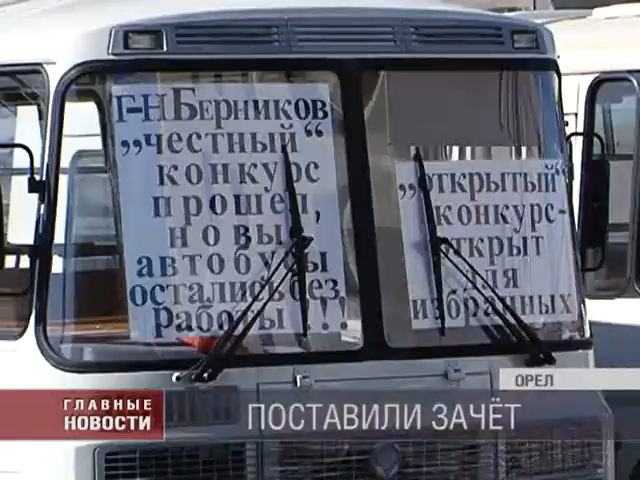 Г-Н Берников
„честный“
конкурс
прошел,
новые
автобусы
остались без
работы!!!
„открытый“
конкурс-
открыт
для
избранных
ОРЕЛ
ГЛАВНЫЕ
НОВОСТИ
ПОСТАВИЛИ ЗАЧЁТ